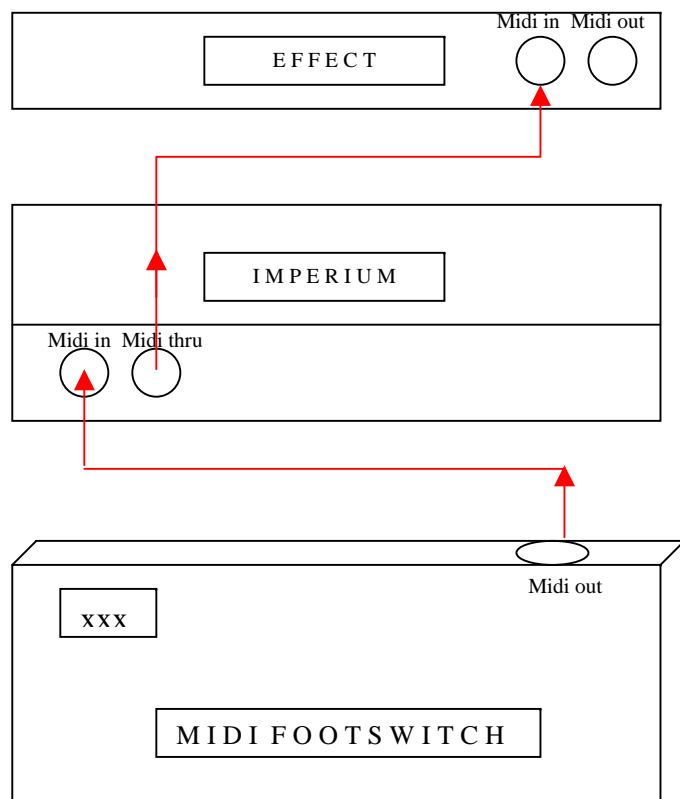 Midi in Midi out
EFFECT
IMPERIUM
Midi in Midi thru
Midi out
xxx
MIDI FOOTSWITCH